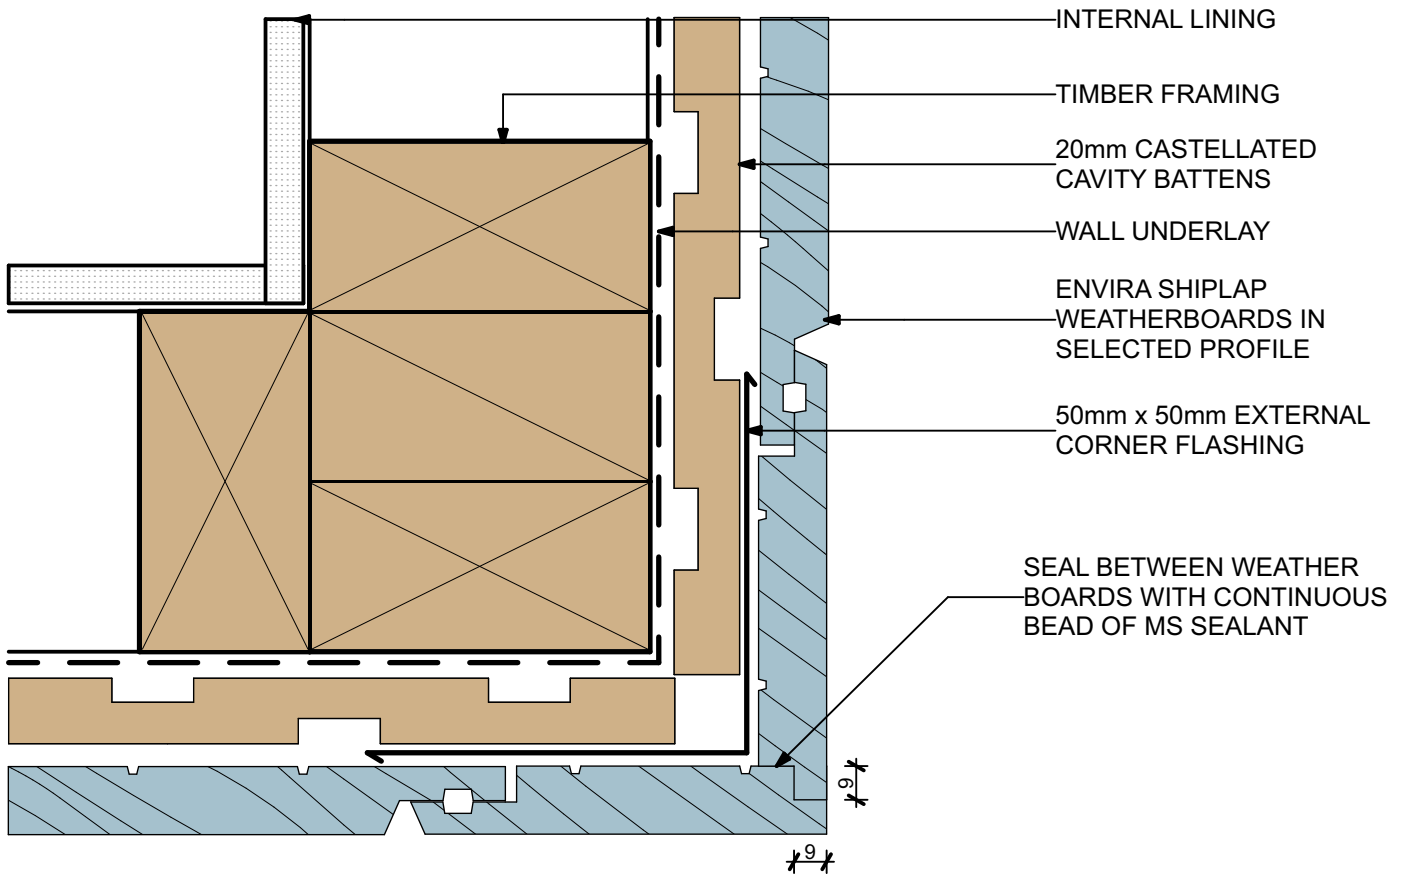 INTERNAL LINING
TIMBER FRAMING
20mm CASTELLATED
CAVITY BATTENS
WALL UNDERLAY
ENVIRA SHIPLAP
WEATHERBOARDS IN
SELECTED PROFILE
50mm x 50mm EXTERNAL
CORNER FLASHING
SEAL BETWEEN WEATHER
BOARDS WITH CONTINUOUS
BEAD OF MS SEALANT
9
9